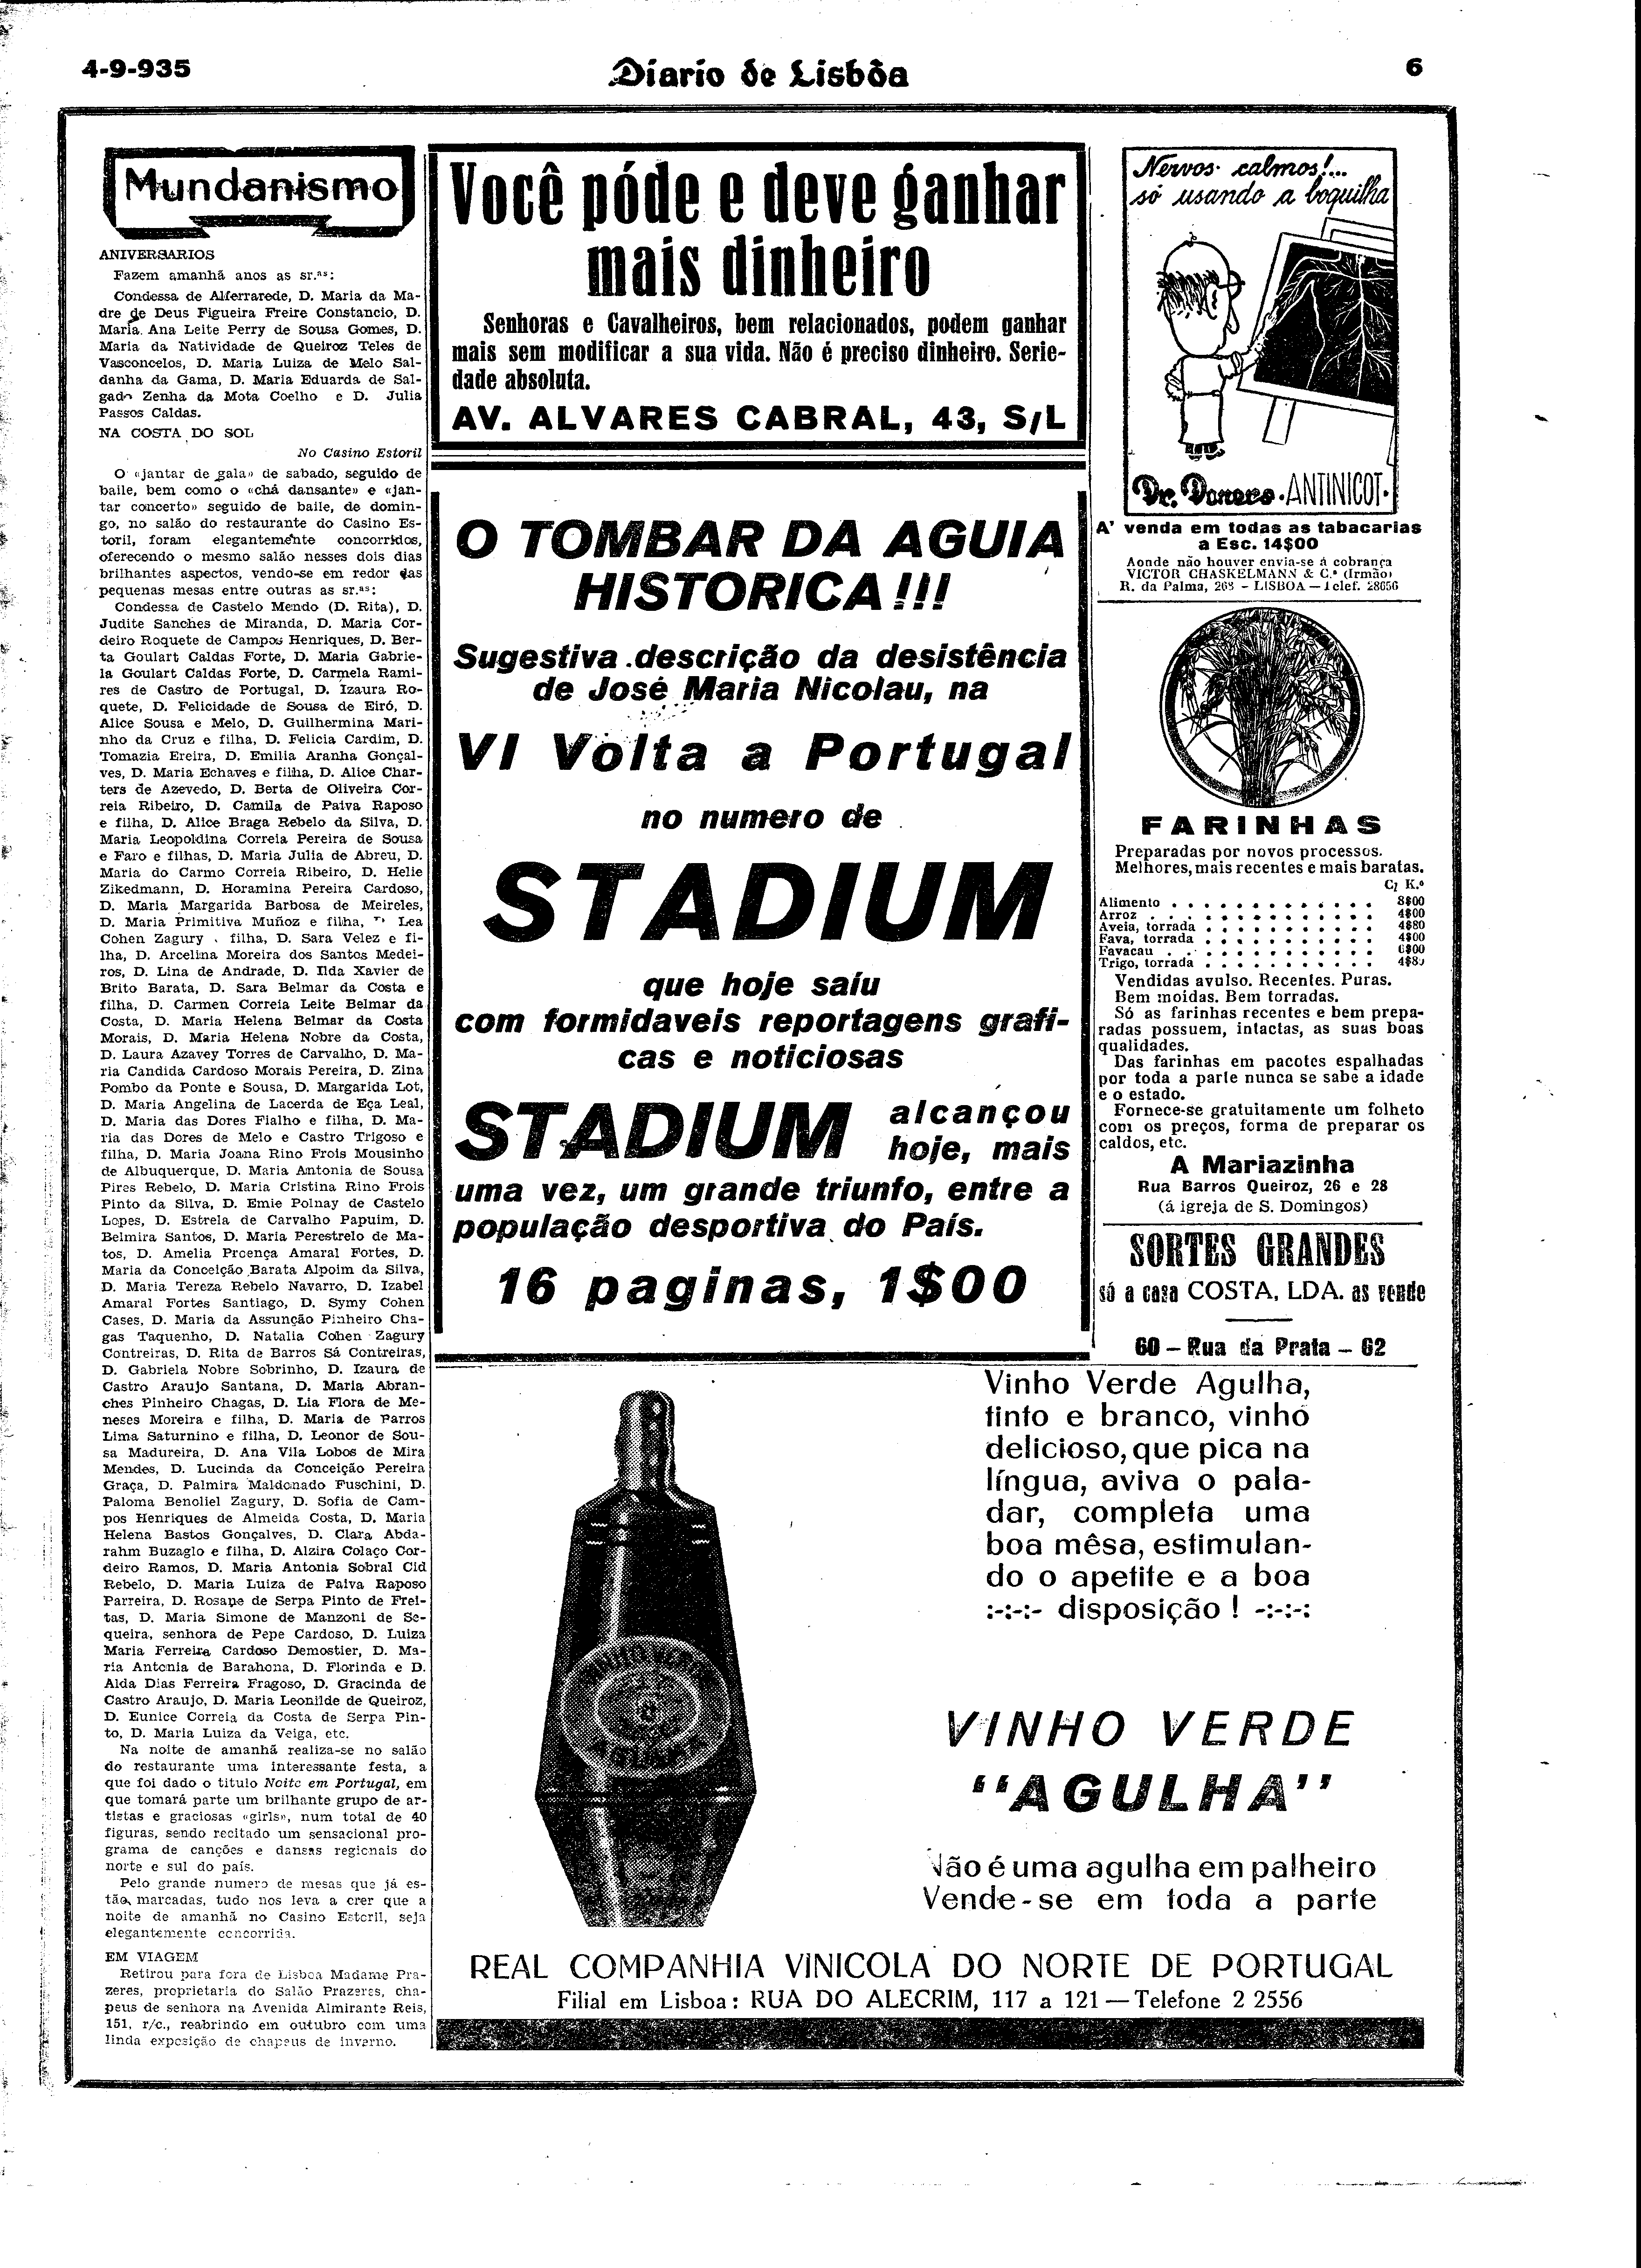 4-9-935
Diario de Lisbôa
6
Mundanismo
ANIVERSARIOS
Fazem amanhã anos as sr.ᵃˢ:
Condessa de Alferrarede, D. Maria da Ma-
dre de Deus Figueira Freire Constancio, D.
Maria Ana Leite Perry de Sousa Gomes, D.
Maria da Natividade de Queiroz Teles de
Vasconcelos, D. Maria Luiza de Melo Sal-
danha da Gama, D. Maria Eduarda de Sal-
gado Zenha da Mota Coelho e D. Julia
Passos Caldas.
NA COSTA DO SOL
No Casino Estoril
O «jantar de gala» de sabado, seguido de
baile, bem como o «chá dansante» e «jan-
tar concerto» seguido de baile, de domin-
go, no salão do restaurante do Casino Es-
toril, foram elegantemente concorridos,
oferecendo o mesmo salão nesses dois dias
brilhantes aspectos, vendo-se em redor das
pequenas mesas entre outras as sr.ᵃˢ:
Condessa de Castelo Mendo (D. Rita), D.
Judite Sanches de Miranda, D. Maria Cor-
deiro Roquete de Campos Henriques, D. Ber-
ta Goulart Caldas Forte, D. Maria Gabrie-
la Goulart Caldas Forte, D. Carmela Rami-
res de Castro de Portugal, D. Izaura Ro-
quete, D. Felicidade de Sousa de Eiró, D.
Alice Sousa e Melo, D. Guilhermina Mari-
nho da Cruz e filha, D. Felicia Cardim, D.
Tomazia Ereira, D. Emilia Aranha Gonçal-
ves, D. Maria Echaves e filha, D. Alice Char-
ters de Azevedo, D. Berta de Oliveira Cor-
reia Ribeiro, D. Camila de Paiva Raposo
e filha, D. Alice Braga Rebelo da Silva, D.
Maria Leopoldina Correia Pereira de Sousa
e Faro e filhas, D. Maria Julia de Abreu, D.
Maria do Carmo Correia Ribeiro, D. Helie
Zikedmann, D. Horamina Pereira Cardoso,
D. Maria Margarida Barbosa de Meireles,
D. Maria Primitiva Muñoz e filha, Lea
Cohen Zagury filha, D. Sara Velez e fi-
lha, D. Arcelina Moreira dos Santos Medei-
ros, D. Lina de Andrade, D. Ilda Xavier de
Brito Barata, D. Sara Belmar da Costa e
filha, D. Carmen Correia Leite Belmar da
Costa, D. Maria Helena Belmar da Costa
Morais, D. Maria Helena Nobre da Costa,
D. Laura Azavey Torres de Carvalho, D. Ma-
ria Candida Cardoso Morais Pereira, D. Zina
Pombo da Ponte e Sousa, D. Margarida Lot,
D. Maria Angelina de Lacerda de Eça Leal,
D. Maria das Dores Fialho e filha, D. Ma-
ria das Dores de Melo e Castro Trigoso e
filha, D. Maria Joana Rino Frois Mousinho
de Albuquerque, D. Maria Antonia de Sousa
Pires Rebelo, D. Maria Cristina Rino Frois
Pinto da Silva, D. Emie Polnay de Castelo
Lopes, D. Estrela de Carvalho Papuim, D.
Belmira Santos, D. Maria Perestrelo de Ma-
tos, D. Amelia Prcença Amaral Fortes, D.
Maria da Conceição Barata Alpoim da Silva,
D. Maria Tereza Rebelo Navarro, D. Izabel
Amaral Fortes Santiago, D. Symy Cohen
Cases, D. Maria da Assunção Pinheiro Cha-
gas Taquenho, D. Natalia Cohen Zagury
Contreiras, D. Rita de Barros Sá Contreiras,
D. Gabriela Nobre Sobrinho, D. Izaura de
Castro Araujo Santana, D. Maria Abran-
ches Pinheiro Chagas, D. Lia Flora de Me-
neses Moreira e filha, D. Maria de Barros
Lima Saturnino e filha, D. Leonor de Sou-
sa Madureira, D. Ana Vila Lobos de Mira
Mendes, D. Lucinda da Conceição Pereira
Graça, D. Palmira Maldonado Fuschini, D.
Paloma Benoliel Zagury, D. Sofia de Cam-
pos Henriques de Almeida Costa, D. Maria
Helena Bastos Gonçalves, D. Clara Abda-
rahm Buzaglo e filha, D. Alzira Colaço Cor-
deiro Ramos, D. Maria Antonia Sobral Cid
Rebelo, D. Maria Luiza de Paiva Raposo
Parreira, D. Rosape de Serpa Pinto de Frei-
tas, D. Maria Simone de Manzoni de Se-
queira, senhora de Pepe Cardoso, D. Luiza
Maria Ferreira Cardoso Demostier, D. Ma-
ria Antonia de Barahona, D. Florinda e D.
Alda Dias Ferreira Fragoso, D. Gracinda de
Castro Araujo, D. Maria Leonilde de Queiroz,
D. Eunice Correia da Costa de Serpa Pin-
to, D. Maria Luiza da Veiga, etc.
Na noite de amanhã realiza-se no salão
do restaurante uma interessante festa, a
que foi dado o titulo Noite em Portugal, em
que tomará parte um brilhante grupo de ar-
tistas e graciosas «girls», num total de 40
figuras, sendo recitado um sensacional pro-
grama de canções e dansas regionais do
norte e sul do país.
Pelo grande numero de mesas que já es-
tão marcadas, tudo nos leva a crer que a
noite de amanhã no Casino Estoril, seja
elegantemente concorrida.
EM VIAGEM
Retirou para fora de Lisboa Madame Pra-
zeres, proprietaria do Salão Prazeres, cha-
peus de senhora na Avenida Almirante Reis,
151, r/c., reabrindo em outubro com uma
linda exposição de chapeus de inverno.
Você póde e deve ganhar
mais dinheiro
Senhoras e Cavalheiros, bem relacionados, podem ganhar
mais sem modificar a sua vida. Não é preciso dinheiro. Serie-
dade absoluta.
AV. ALVARES CABRAL, 43, S/L
O TOMBAR DA AGUIA
HISTORICA!!!
Sugestiva descrição da desistência
de José Maria Nicolau, na
VI Volta a Portugal
no numero de
STADIUM
que hoje saíu
com formidaveis reportagens grafi-
cas e noticiosas
STADIUM alcançou
hoje, mais
uma vez, um grande triunfo, entre a
população desportiva do País.
16 paginas, 1$00
Nervos calmos!...
só usando a boquilha
Dr. Doners. ANTINICOT.
A' venda em todas as tabacarias
a Esc. 14$00
Aonde não houver envia-se á cobrança
VICTOR CHASKELMANN & C.ª (Irmão)
R. da Palma, 268 - LISBOA - Telef. 28656
FARINHAS
Preparadas por novos processos.
Melhores, mais recentes e mais baratas.
C/ K.º
Alimento . . . . . . . . . . . . 8$00
Arroz . . . . . . . . . . . . 4$00
Aveia, torrada . . . . . . . . . . 4$80
Fava, torrada . . . . . . . . . . 4$00
Favacau . . . . . . . . . . . . 6$00
Trigo, torrada . . . . . . . . . . 4$80
Vendidas avulso. Recentes. Puras.
Bem moidas. Bem torradas.
Só as farinhas recentes e bem prepa-
radas possuem, intactas, as suas boas
qualidades.
Das farinhas em pacotes espalhadas
por toda a parte nunca se sabe a idade
e o estado.
Fornece-se gratuitamente um folheto
com os preços, forma de preparar os
caldos, etc.
A Mariazinha
Rua Barros Queiroz, 26 e 28
(á igreja de S. Domingos)
SORTES GRANDES
só a casa COSTA, LDA. as vende
60 - Rua da Prata - 62
Vinho Verde Agulha,
tinto e branco, vinho
delicioso, que pica na
língua, aviva o pala-
dar, completa uma
boa mêsa, estimulan-
do o apetite e a boa
:-:-:- disposição! -:-:-:
VINHO VERDE
AGULHA
VINHO VERDE
"AGULHA"
Não é uma agulha em palheiro
Vende-se em toda a parte
REAL COMPANHIA VINICOLA DO NORTE DE PORTUGAL
Filial em Lisboa: RUA DO ALECRIM, 117 a 121 — Telefone 2 2556